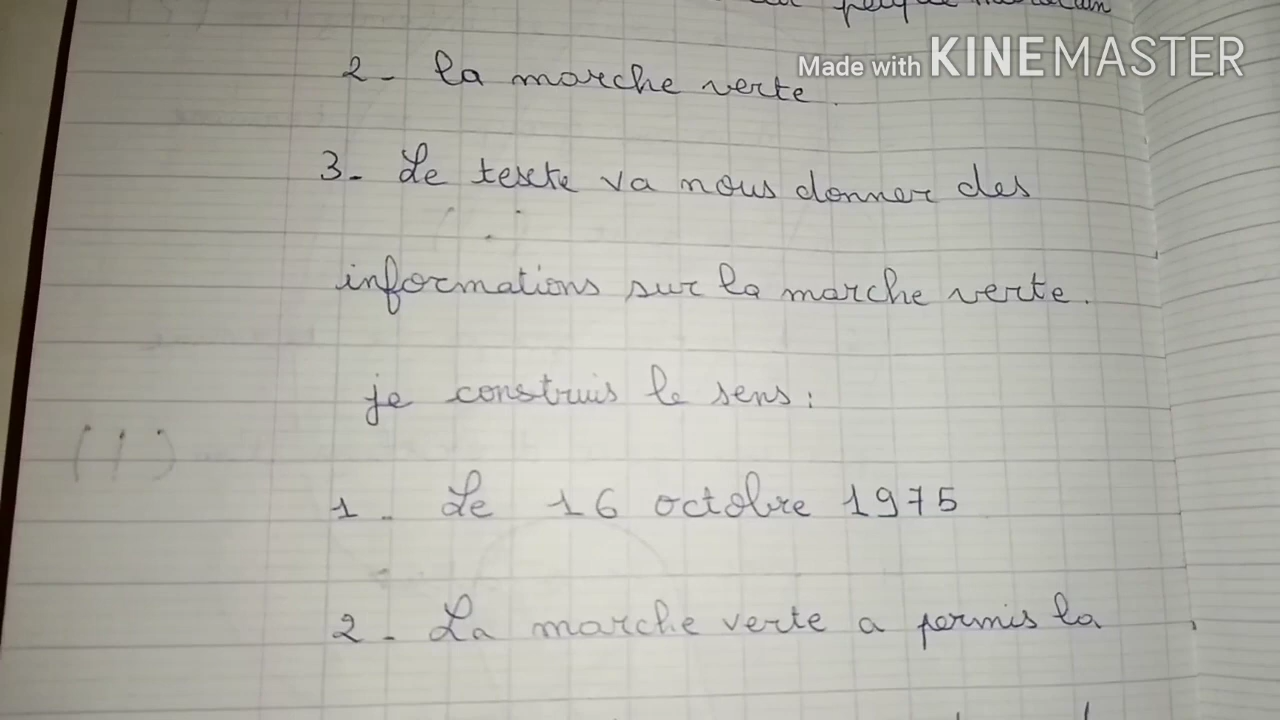 Made with KINEMASTER
2- la marche verte.
3- Le texte va nous donner des
informations sur la marche verte.
je construis le sens:
(1)
1- Le 16 octobre 1975
2- La marche verte a permis la